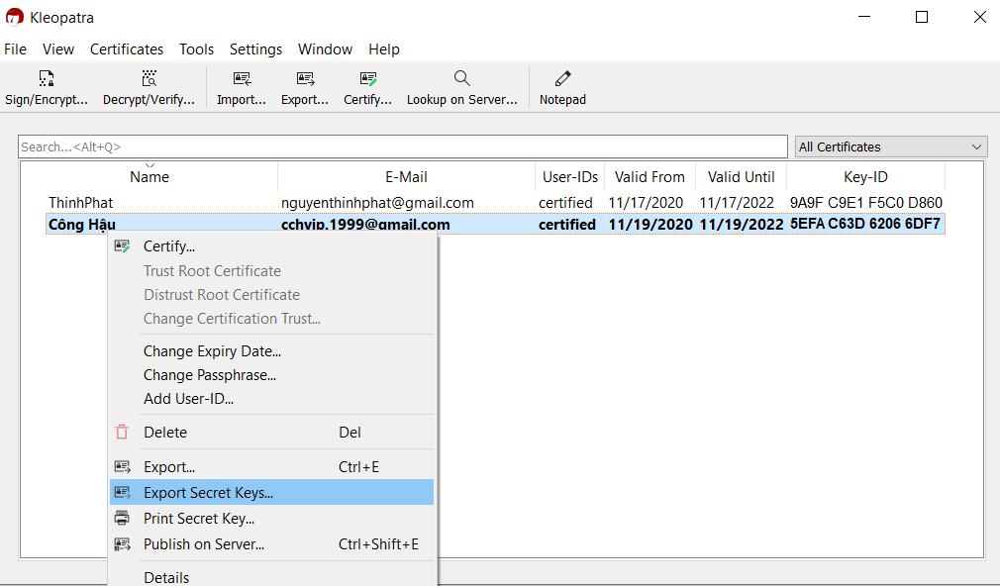 Kleopatra
File View Certificates Tools Settings Window Help
Sign/Encrypt... Decrypt/Verify... Import... Export... Certify... Lookup on Server... Notepad
Search...<Alt+Q> All Certificates
Name E-Mail User-IDs Valid From Valid Until Key-ID
ThinhPhat nguyenthinhphat@gmail.com certified 11/17/2020 11/17/2022 9A9F C9E1 F5C0 D860
Công Hậu cchvip.1999@gmail.com certified 11/19/2020 11/19/2022 5EFA C63D 6206 6DF7
Certify...
Trust Root Certificate
Distrust Root Certificate
Change Certification Trust...
Change Expiry Date...
Change Passphrase...
Add User-ID...
Delete Del
Export... Ctrl+E
Export Secret Keys...
Print Secret Key...
Publish on Server... Ctrl+Shift+E
Details